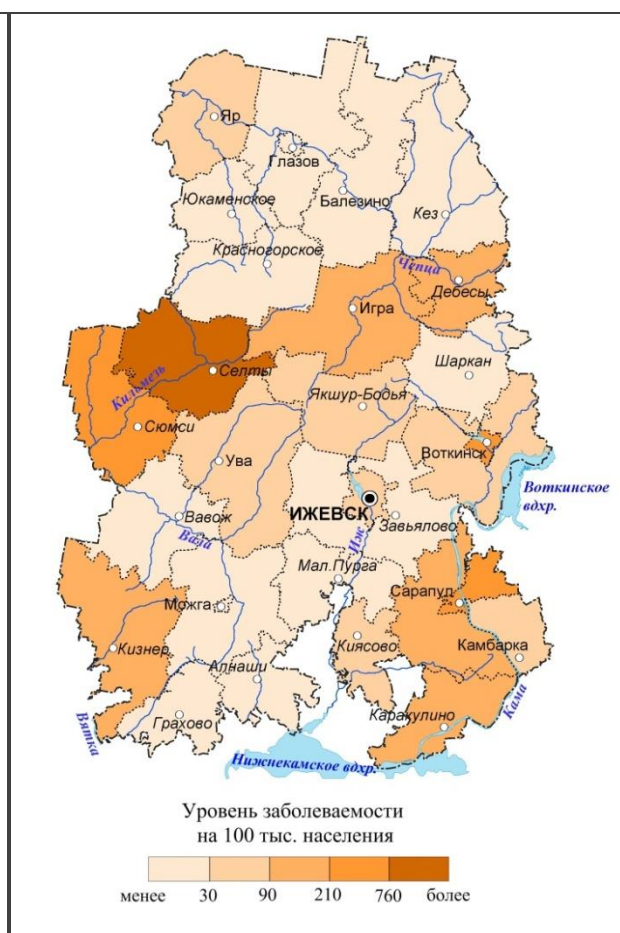 Яр
Глазов
Юкаменское
Балезино
Кез
Красногорское
Чепца
Дебесы
Игра
Шаркан
Селты
Кильмезь
Якшур-Бодья
Сюмси
Воткинск
Ува
Воткинское
вдхр.
ИЖЕВСК
Вавож
Завьялово
Вала
Иж
Мал.Пурга
Можга
Сарапул
Кизнер
Киясово
Камбарка
Алнаши
Грахово
Каракулино
Кама
Вятка
Нижнекамское вдхр.
Уровень заболеваемости
на 100 тыс. населения
менее 30 90 210 760 более